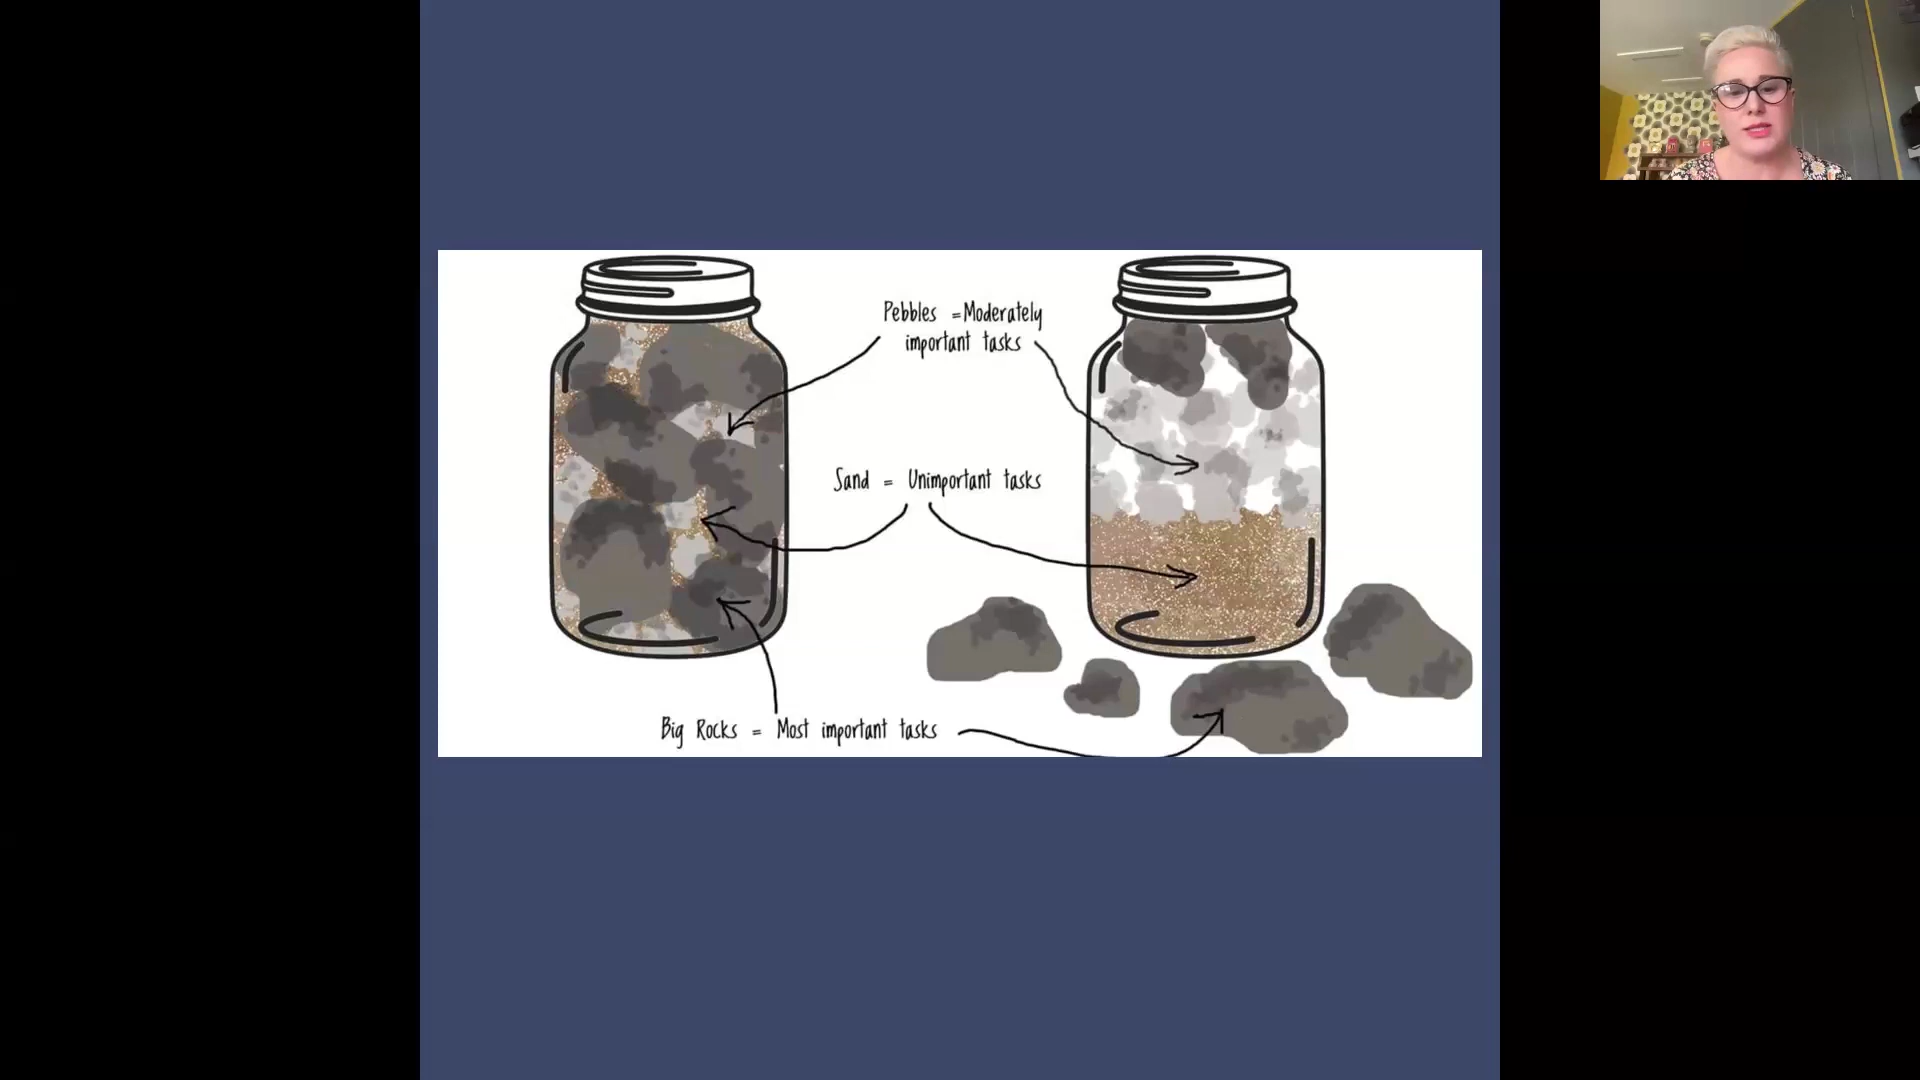 Pebbles =Moderately
important tasks
Sand = Unimportant tasks
Big Rocks = Most important tasks